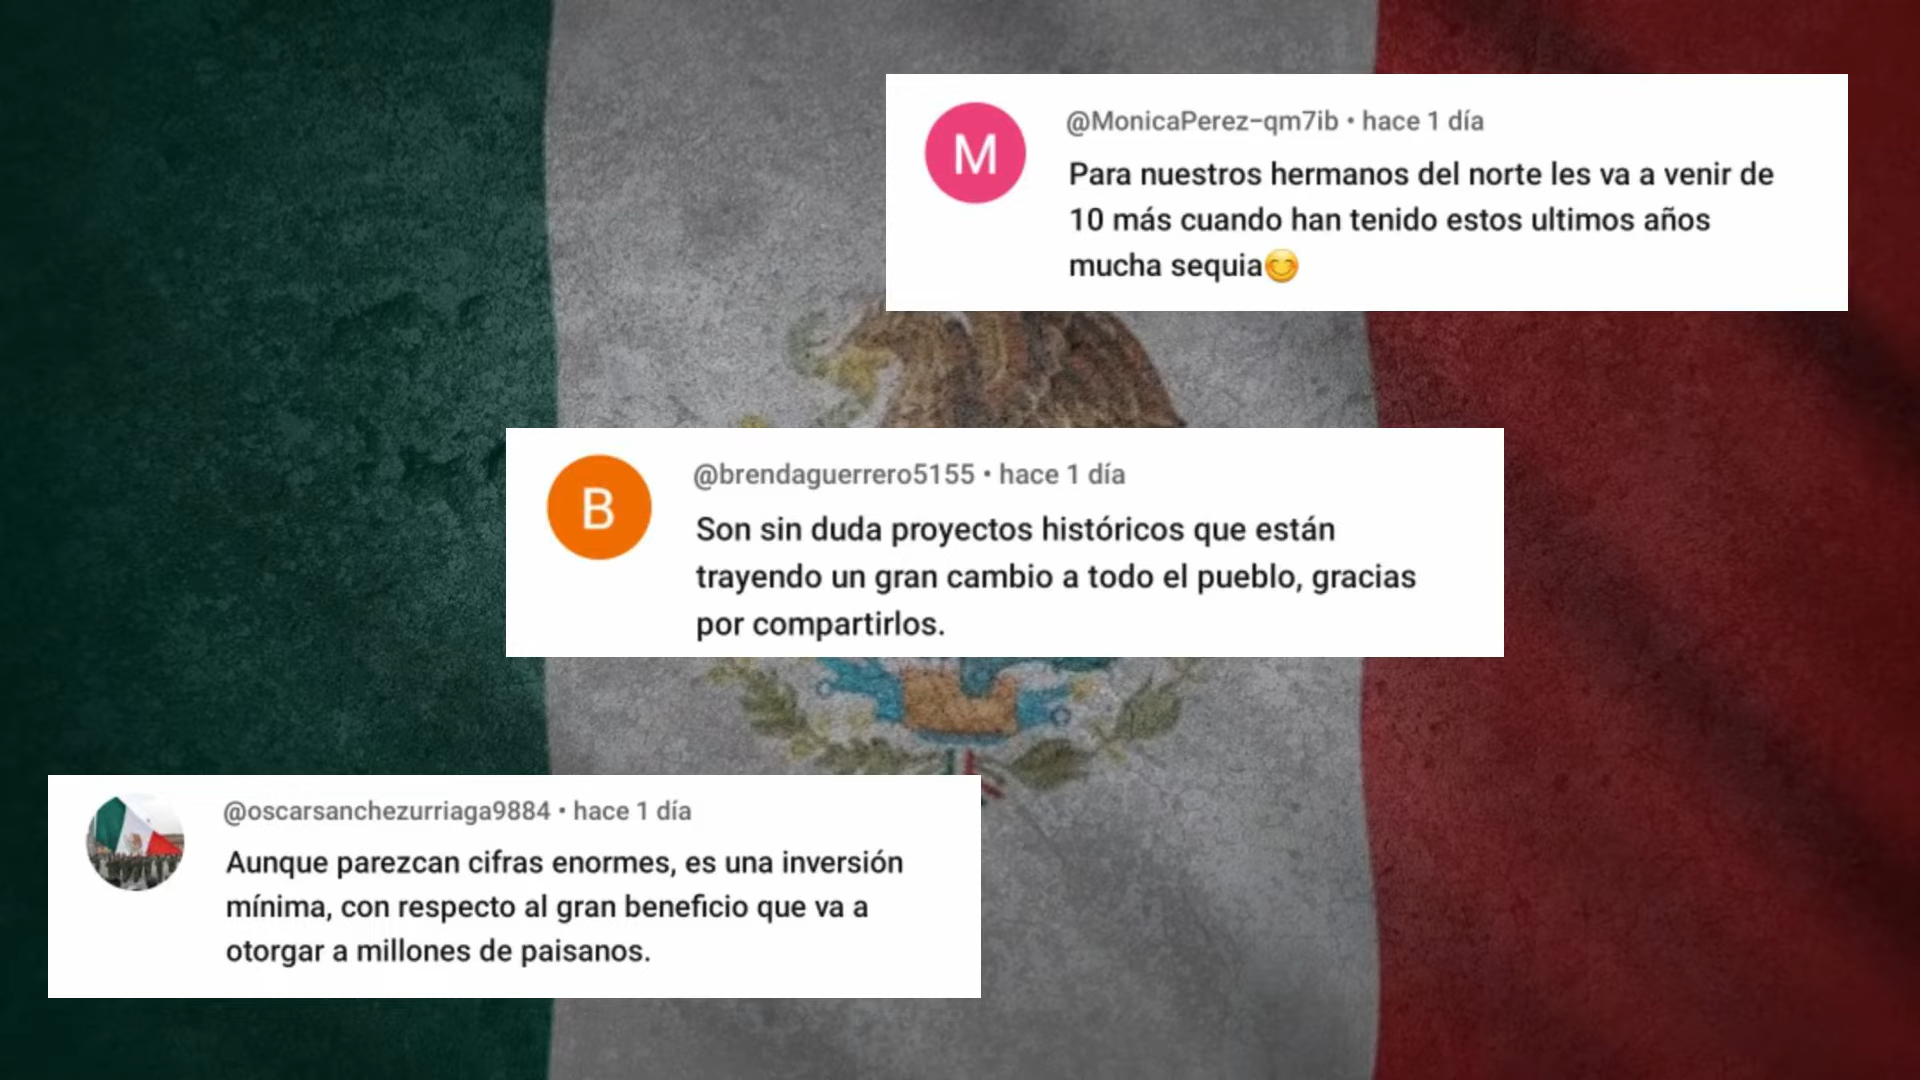 M
@MonicaPerez-qm7ib • hace 1 día
Para nuestros hermanos del norte les va a venir de
10 más cuando han tenido estos ultimos años
mucha sequia😊
B
@brendaguerrero5155 • hace 1 día
Son sin duda proyectos históricos que están
trayendo un gran cambio a todo el pueblo, gracias
por compartirlos.
@oscarsanchezurriaga9884 • hace 1 día
Aunque parezcan cifras enormes, es una inversión
mínima, con respecto al gran beneficio que va a
otorgar a millones de paisanos.